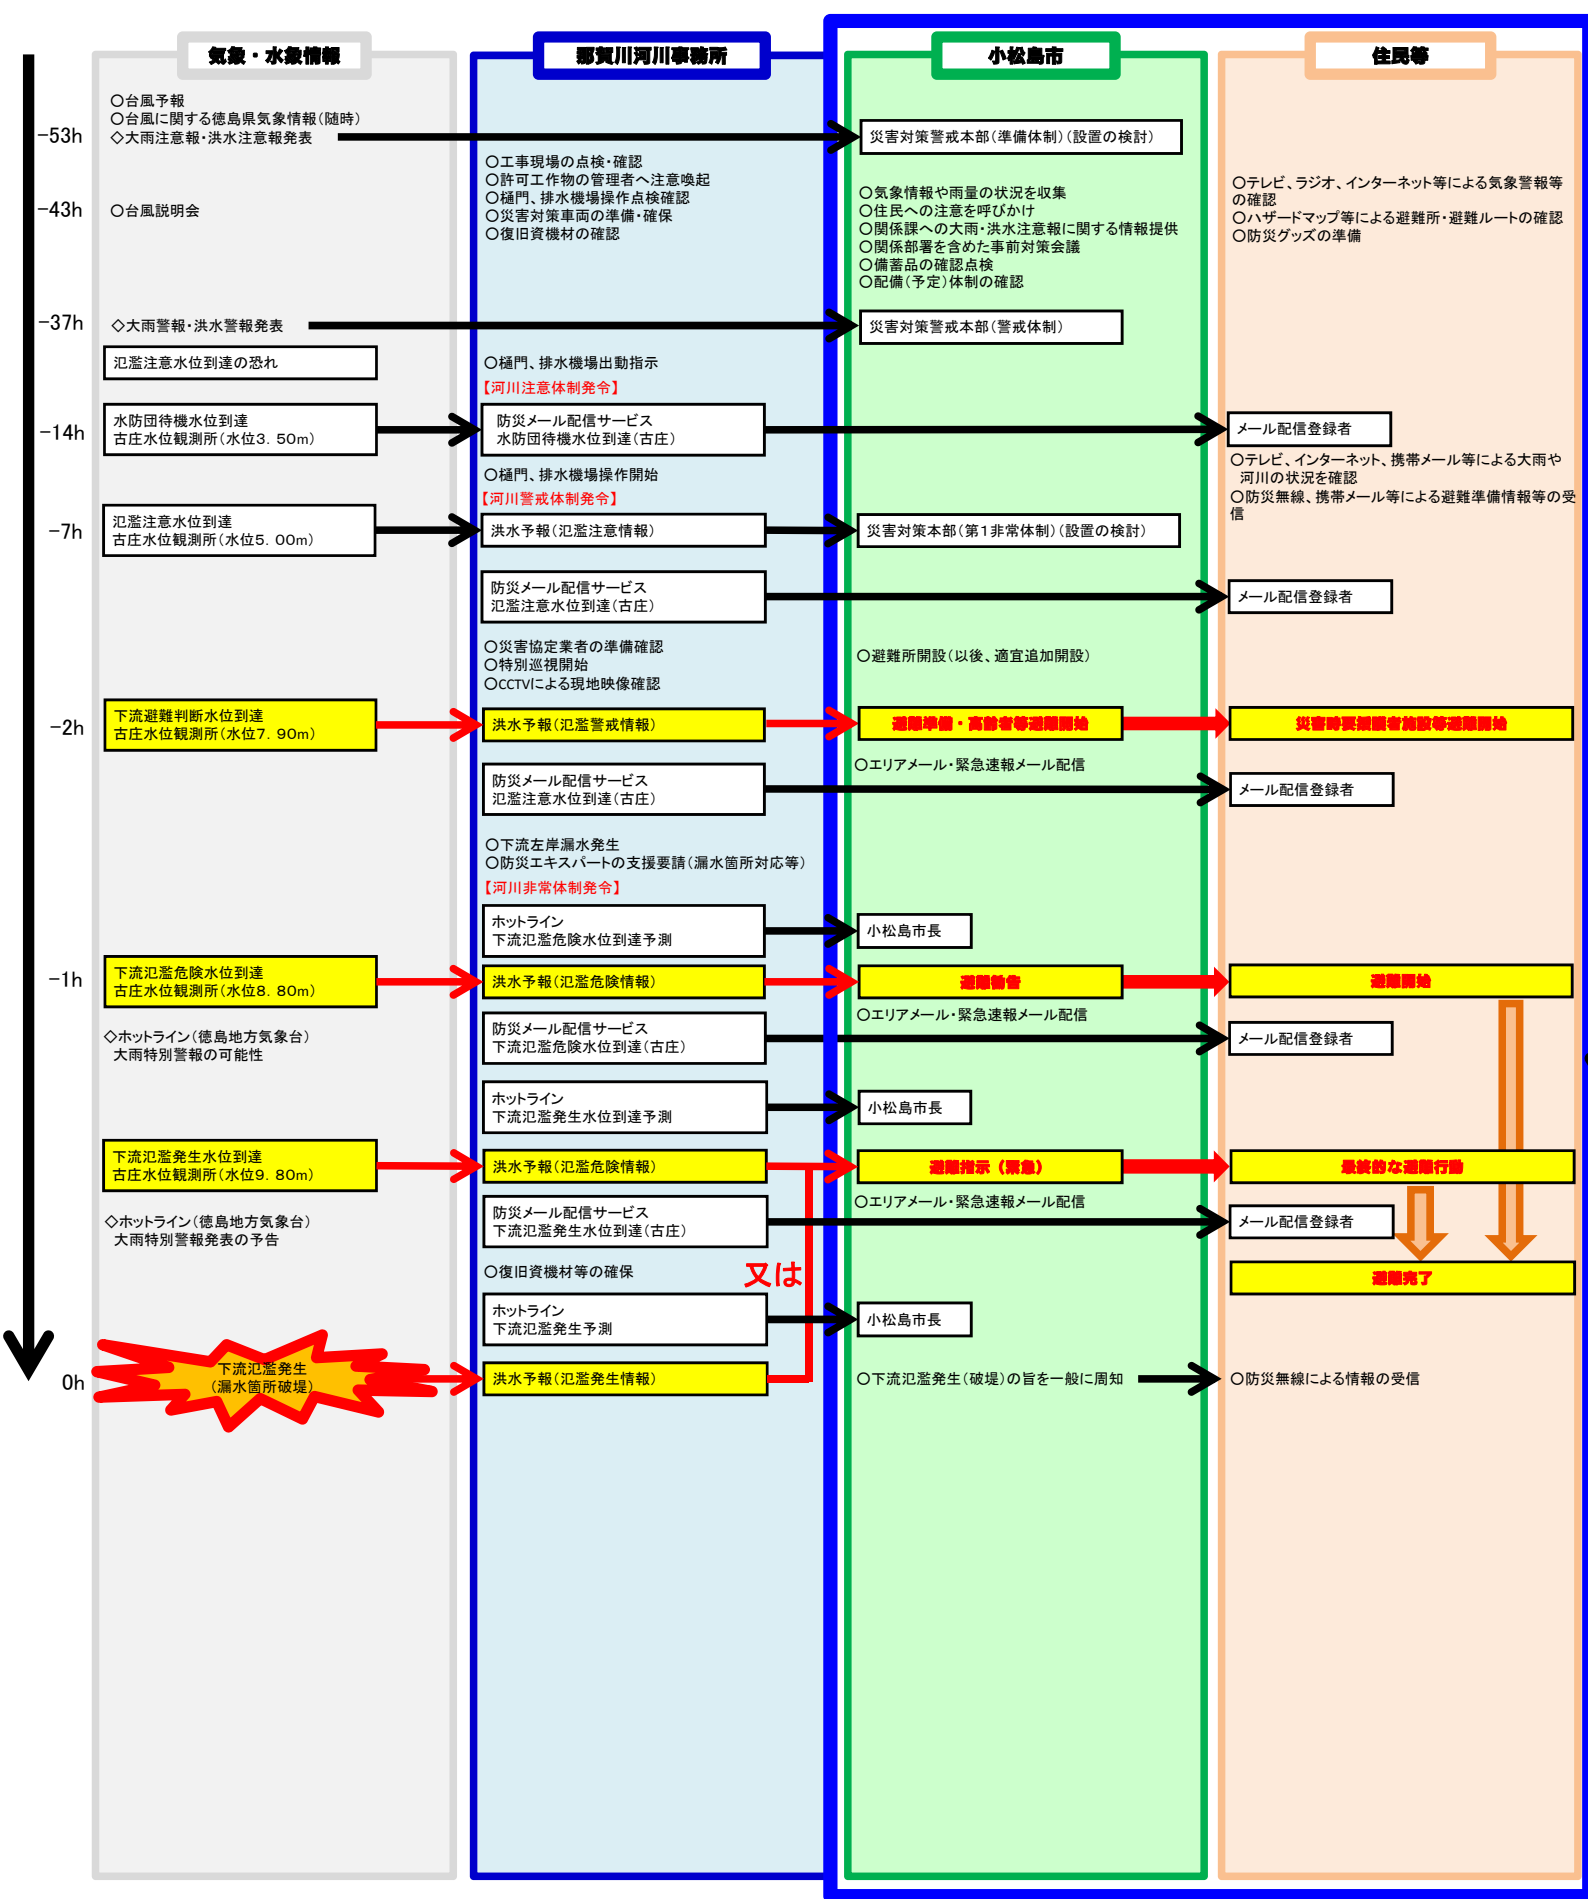 気象・水象情報
那賀川河川事務所
小松島市
住民等
○台風予報
○台風に関する徳島県気象情報(随時)
-53h
◇大雨注意報・洪水注意報発表
災害対策警戒本部(準備体制)(設置の検討)
○工事現場の点検・確認
○許可工作物の管理者へ注意喚起
○樋門、排水機場操作点検確認
○災害対策車両の準備・確保
○復旧資機材の確認
○気象情報や雨量の状況を収集
○住民への注意を呼びかけ
○関係課への大雨・洪水注意報に関する情報提供
○関係部署を含めた事前対策会議
○備蓄品の確認点検
○配備(予定)体制の確認
○テレビ、ラジオ、インターネット等による気象警報等
の確認
○ハザードマップ等による避難所・避難ルートの確認
○防災グッズの準備
-43h
○台風説明会
-37h
◇大雨警報・洪水警報発表
災害対策警戒本部(警戒体制)
氾濫注意水位到達の恐れ
○樋門、排水機場出動指示
【河川注意体制発令】
-14h
水防団待機水位到達
古庄水位観測所(水位3．50m)
防災メール配信サービス
水防団待機水位到達(古庄)
メール配信登録者
○樋門、排水機場操作開始
【河川警戒体制発令】
○テレビ、インターネット、携帯メール等による大雨や
河川の状況を確認
○防災無線、携帯メール等による避難準備情報等の受
信
-7h
氾濫注意水位到達
古庄水位観測所(水位5．00m)
洪水予報(氾濫注意情報)
災害対策本部(第1非常体制)(設置の検討)
防災メール配信サービス
氾濫注意水位到達(古庄)
メール配信登録者
○災害協定業者の準備確認
○特別巡視開始
○CCTVによる現地映像確認
○避難所開設(以後、適宜追加開設)
-2h
下流避難判断水位到達
古庄水位観測所(水位7．90m)
洪水予報(氾濫警戒情報)
避難準備・高齢者等避難開始
災害時要援護者施設等避難開始
○エリアメール・緊急速報メール配信
防災メール配信サービス
氾濫注意水位到達(古庄)
メール配信登録者
○下流左岸漏水発生
○防災エキスパートの支援要請(漏水箇所対応等)
【河川非常体制発令】
ホットライン
下流氾濫危険水位到達予測
小松島市長
-1h
下流氾濫危険水位到達
古庄水位観測所(水位8．80m)
洪水予報(氾濫危険情報)
避難勧告
避難開始
○エリアメール・緊急速報メール配信
◇ホットライン(徳島地方気象台)
大雨特別警報の可能性
防災メール配信サービス
下流氾濫危険水位到達(古庄)
メール配信登録者
ホットライン
下流氾濫発生水位到達予測
小松島市長
下流氾濫発生水位到達
古庄水位観測所(水位9．80m)
洪水予報(氾濫危険情報)
避難指示(緊急)
最終的な避難行動
○エリアメール・緊急速報メール配信
◇ホットライン(徳島地方気象台)
大雨特別警報発表の予告
防災メール配信サービス
下流氾濫発生水位到達(古庄)
メール配信登録者
○復旧資機材等の確保
又は
避難完了
ホットライン
下流氾濫発生予測
小松島市長
0h
下流氾濫発生
(漏水箇所破堤)
洪水予報(氾濫発生情報)
○下流氾濫発生(破堤)の旨を一般に周知
○防災無線による情報の受信